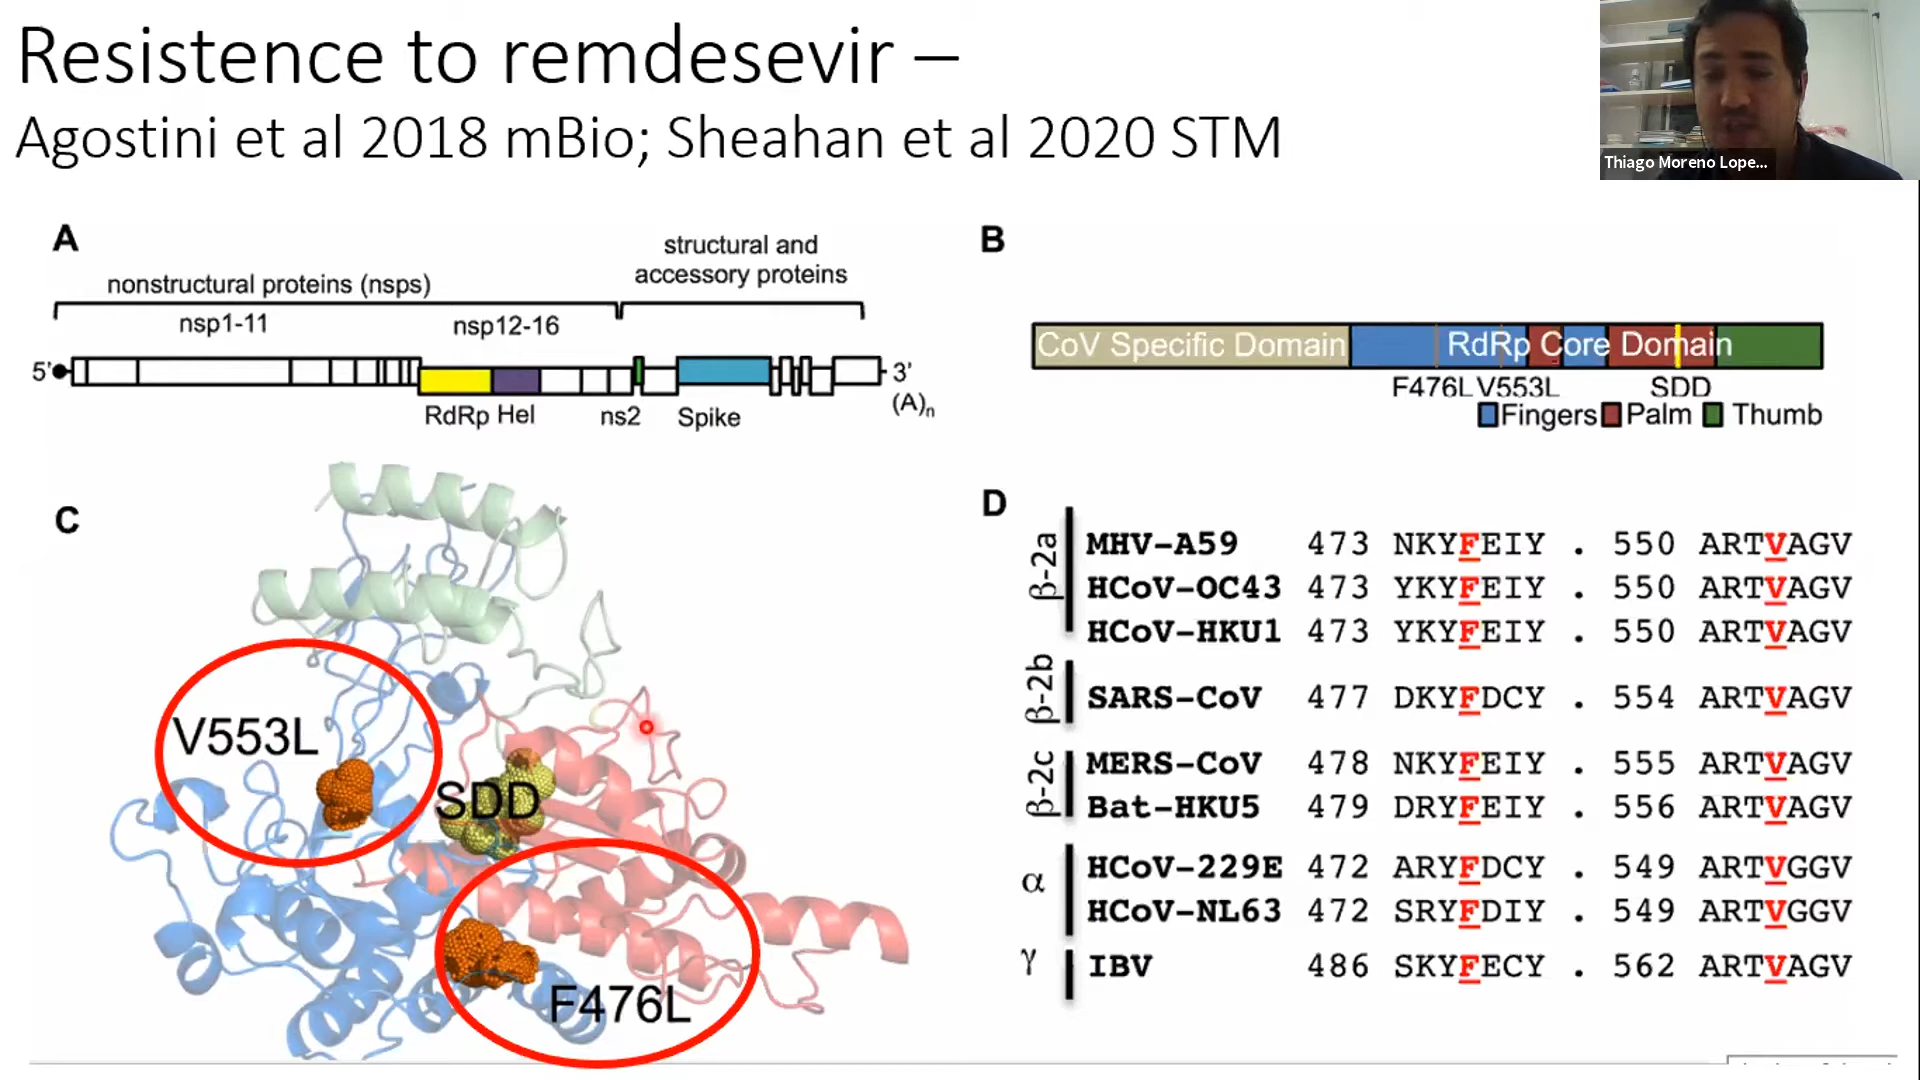 Resistence to remdesevir –
Agostini et al 2018 mBio; Sheahan et al 2020 STM
Thiago Moreno Lope...
A
structural and
accessory proteins
nonstructural proteins (nsps)
nsp1-11
nsp12-16
5'
3'
(A)n
RdRp Hel
ns2
Spike
B
CoV Specific Domain
RdRp Core Domain
F476L V553L
SDD
Fingers Palm Thumb
C
V553L
SDD
F476L
D
β-2a
MHV-A59 473 NKYFEIY . 550 ARTVAGV
HCoV-OC43 473 YKYFEIY . 550 ARTVAGV
HCoV-HKU1 473 YKYFEIY . 550 ARTVAGV
β-2b
SARS-CoV 477 DKYFDCY . 554 ARTVAGV
β-2c
MERS-CoV 478 NKYFEIY . 555 ARTVAGV
Bat-HKU5 479 DRYFEIY . 556 ARTVAGV
α
HCoV-229E 472 ARYFDCY . 549 ARTVGGV
HCoV-NL63 472 SRYFDIY . 549 ARTVGGV
γ
IBV 486 SKYFECY . 562 ARTVAGV